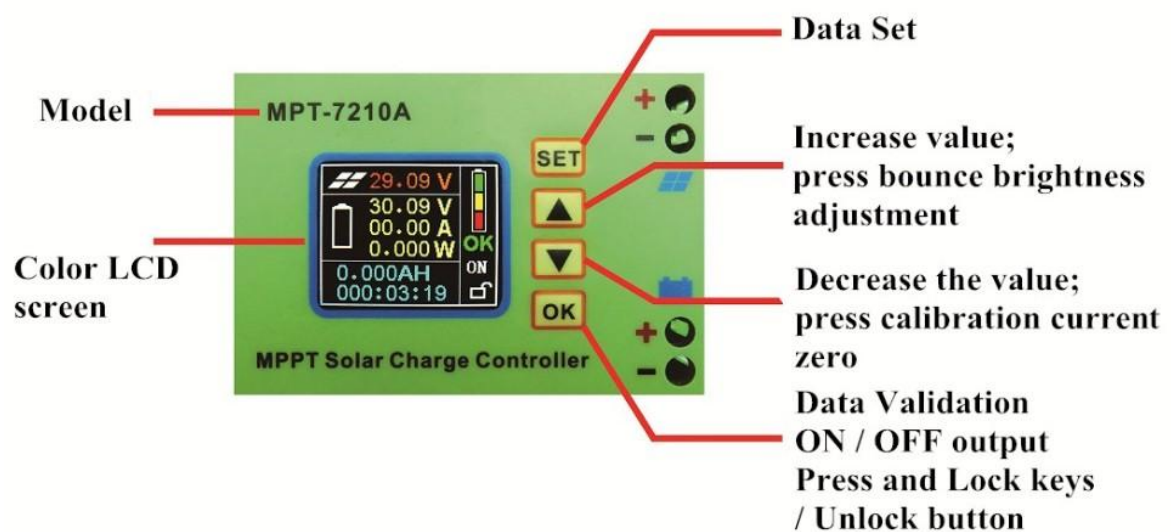 Data Set
Model
MPT-7210A
+
-
SET
29.09 V
30.09 V
00.00 A
0.000W
OK
ON
0.000AH
000:03:19
OK
+
-
MPPT Solar Charge Controller
Color LCD
screen
Increase value;
press bounce brightness
adjustment
Decrease the value;
press calibration current
zero
Data Validation
ON / OFF output
Press and Lock keys
/ Unlock button